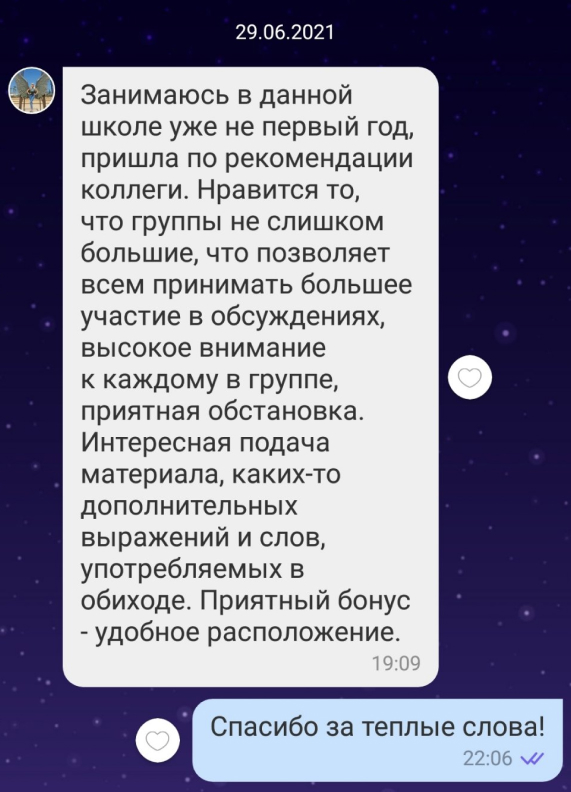 29.06.2021
Занимаюсь в данной
школе уже не первый год,
пришла по рекомендации
коллеги. Нравится то,
что группы не слишком
большие, что позволяет
всем принимать большее
участие в обсуждениях,
высокое внимание
к каждому в группе,
приятная обстановка.
Интересная подача
материала, каких-то
дополнительных
выражений и слов,
употребляемых в
обиходе. Приятный бонус
- удобное расположение.
19:09
Спасибо за теплые слова!
22:06